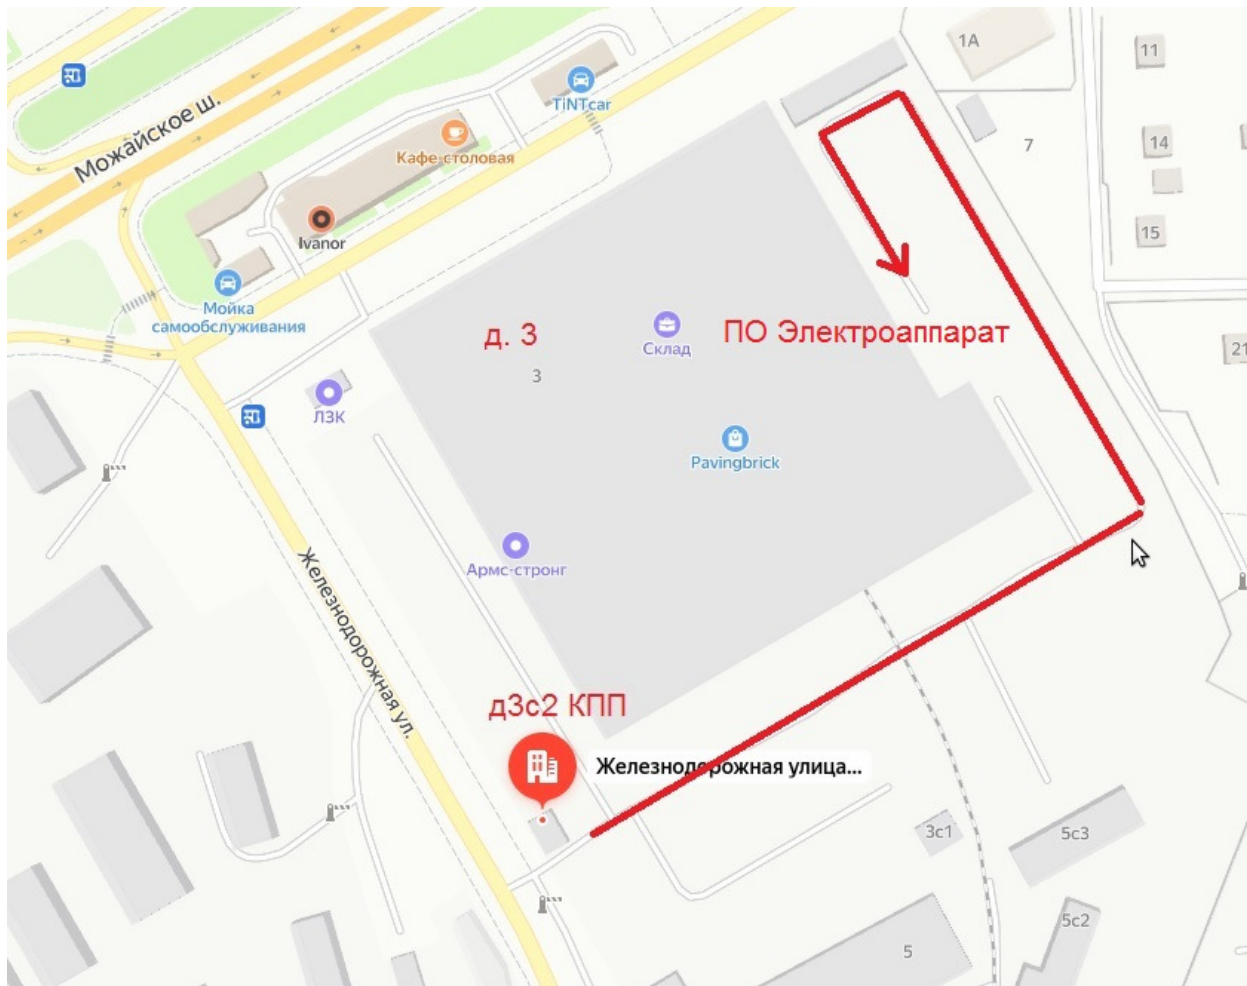 1А
11
TiNTcar
Можайское ш.
Кафе-столовая
7
14
Ivanor
15
Мойка
самообслуживания
д. 3
Склад
ПО Электроаппарат
21
3
ЛЗК
Pavingbrick
Армс-стронг
Железнодорожная ул.
д3с2 КПП
Железнодорожная улица...
3с1
5с3
5с2
5